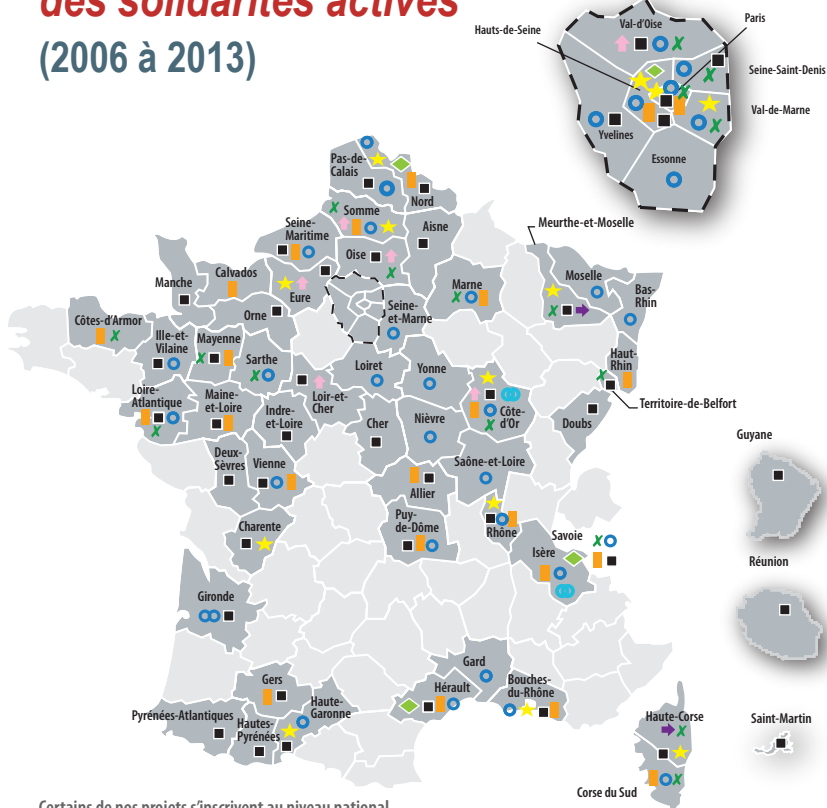 des solidarités actives
(2006 à 2013)
Hauts-de-Seine
Val-d'Oise
Paris
Seine-Saint-Denis
Val-de-Marne
Yvelines
Essonne
Pas-de-
Calais
Nord
Somme
Aisne
Seine-
Maritime
Oise
Meurthe-et-Moselle
Manche
Calvados
Eure
Marne
Moselle
Bas-
Rhin
Orne
Seine-
et-Marne
Côtes-d'Armor
Ille-et-
Vilaine
Mayenne
Sarthe
Loiret
Yonne
Haut-
Rhin
Loire-
Atlantique
Maine-
et-Loire
Indre-
et-Loire
Loir-et-
Cher
Cher
Nièvre
Côte-
d'Or
Doubs
Territoire-de-Belfort
Guyane
Deux-
Sèvres
Vienne
Saône-et-Loire
Allier
Charente
Puy-
de-Dôme
Rhône
Savoie
Isère
Réunion
Gironde
Gard
Gers
Haute-
Garonne
Hérault
Bouches-
du-Rhône
Pyrénées-Atlantiques
Hautes-
Pyrénées
Haute-Corse
Saint-Martin
Corse du Sud
Certains de nos projets s'inscrivent au niveau national